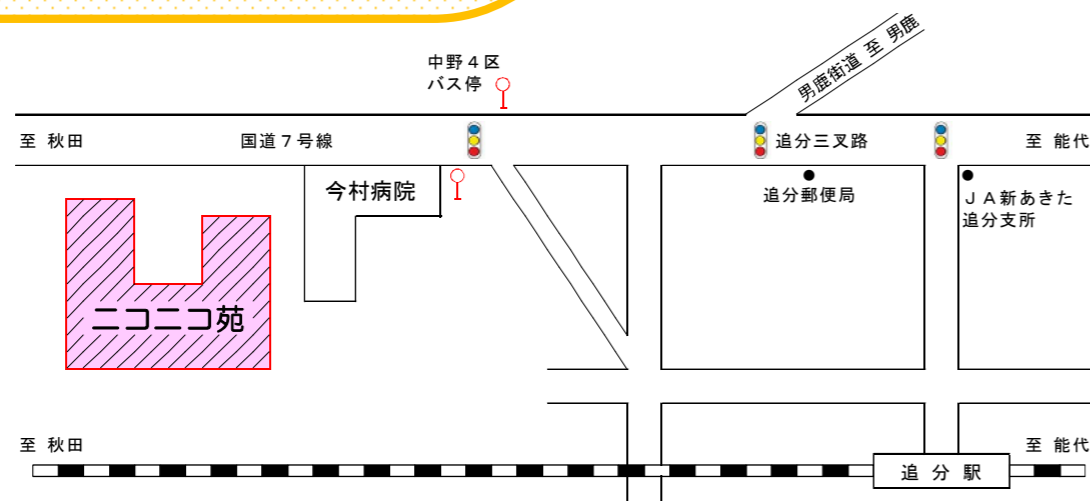 中野４区
バス停
男鹿街道 至 男鹿
至 秋田
国道７号線
追分三叉路
至 能代
今村病院
追分郵便局
ＪＡ新あきた
追分支所
ニコニコ苑
至 秋田
至 能代
追分駅